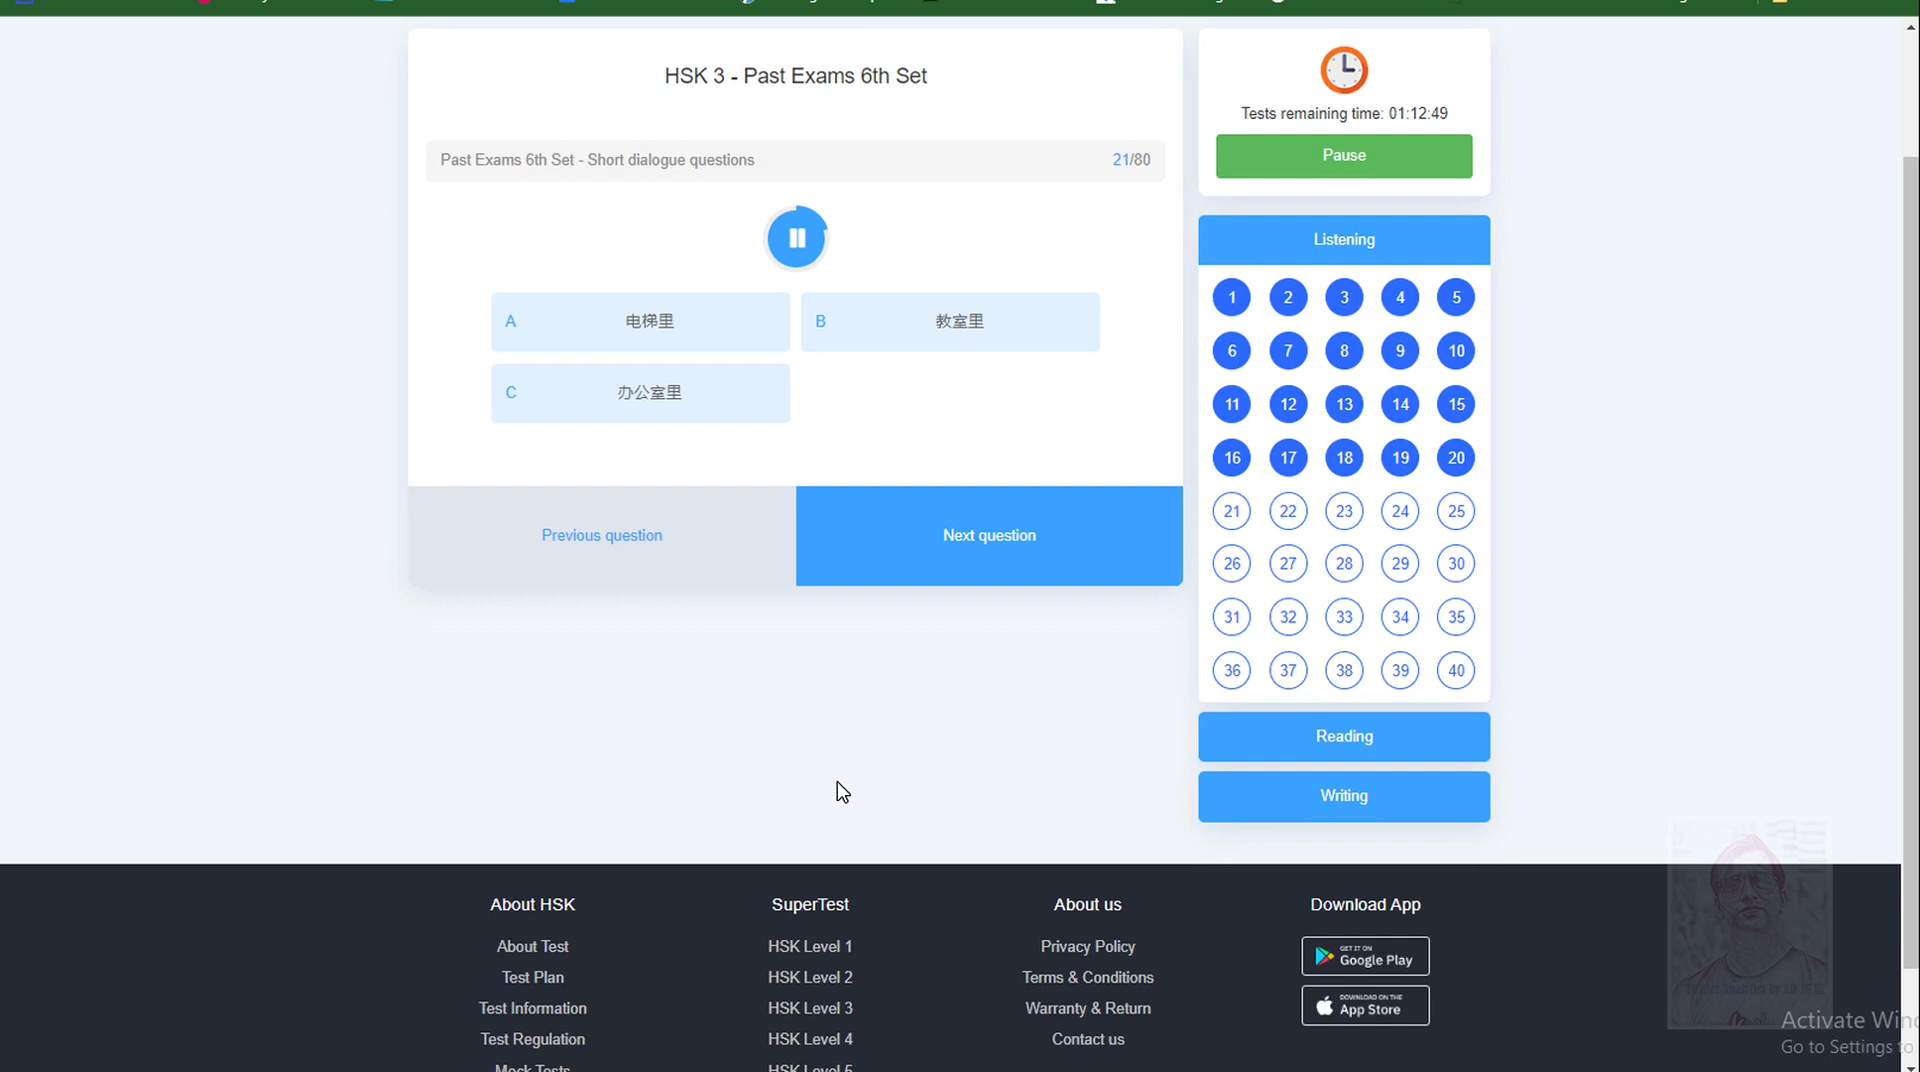 HSK 3 - Past Exams 6th Set
Past Exams 6th Set - Short dialogue questions 21/80
A 电梯里
B 教室里
C 办公室里
Previous question
Next question
Tests remaining time: 01:12:49
Pause
Listening
1 2 3 4 5
6 7 8 9 10
11 12 13 14 15
16 17 18 19 20
21 22 23 24 25
26 27 28 29 30
31 32 33 34 35
36 37 38 39 40
Reading
Writing
About HSK
About Test
Test Plan
Test Information
Test Regulation
Mock Tests
SuperTest
HSK Level 1
HSK Level 2
HSK Level 3
HSK Level 4
HSK Level 5
About us
Privacy Policy
Terms & Conditions
Warranty & Return
Contact us
Download App
GET IT ON
Google Play
DOWNLOAD ON THE
App Store
Activate Win
Go to Settings to